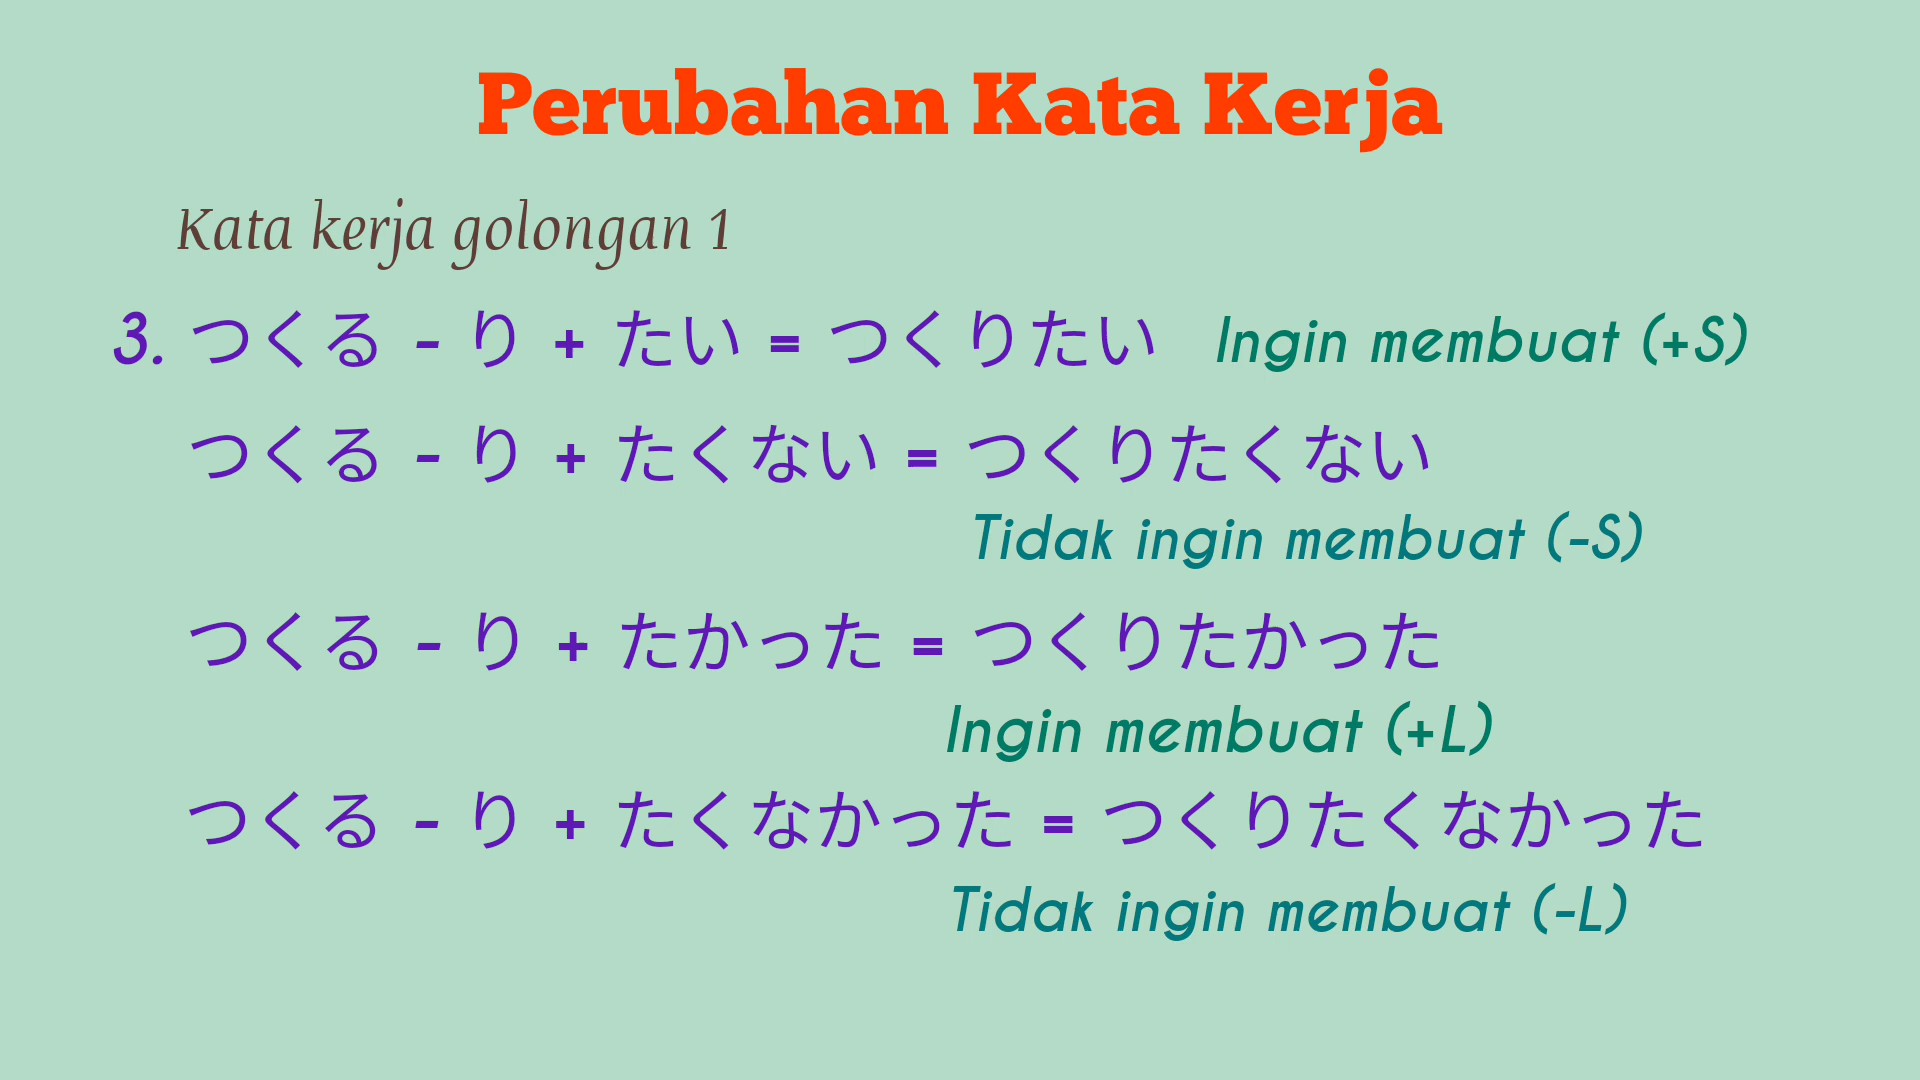 Perubahan Kata Kerja
Kata kerja golongan 1
3. つくる - り + たい = つくりたい Ingin membuat (+S)
つくる - り + たくない = つくりたくない
Tidak ingin membuat (-S)
つくる - り + たかった = つくりたかった
Ingin membuat (+L)
つくる - り + たくなかった = つくりたくなかった
Tidak ingin membuat (-L)